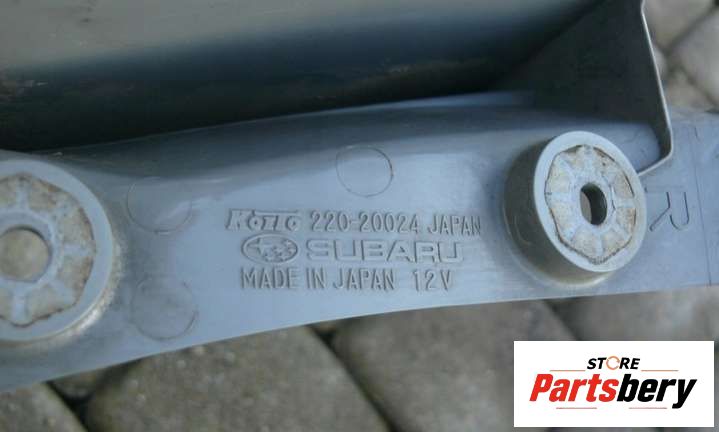 KOITO 220-20024 JAPAN
SUBARU
MADE IN JAPAN 12V
R
STORE
Partsbery